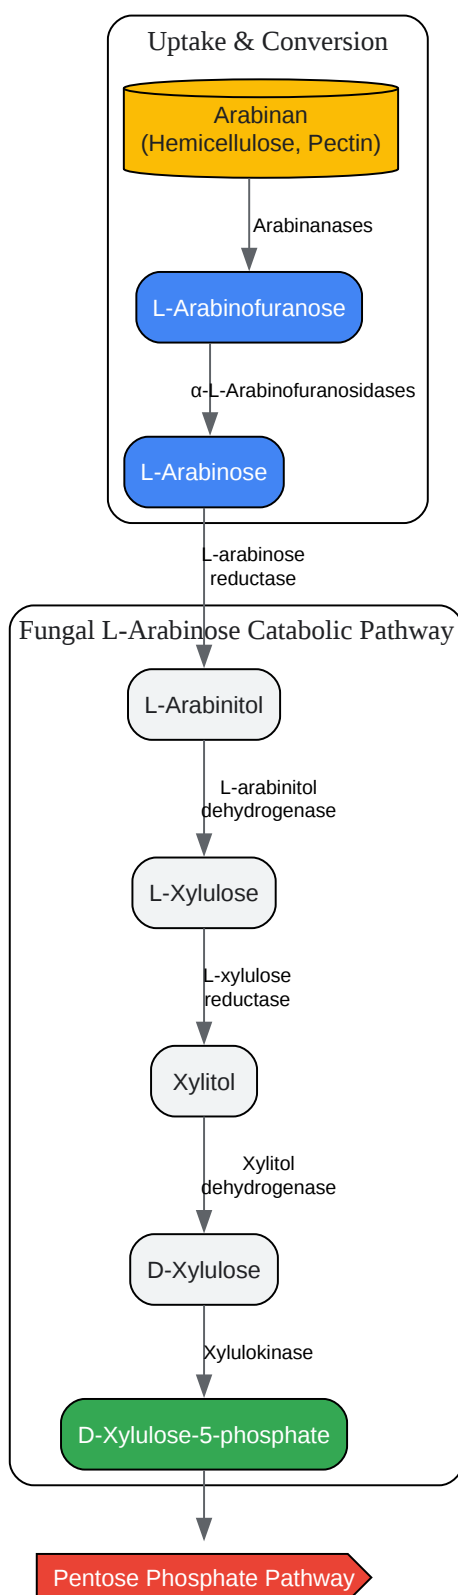 Uptake & Conversion
Arabinan
(Hemicellulose, Pectin)
Arabinanases
L-Arabinofuranose
α-L-Arabinofuranosidases
L-Arabinose
L-arabinose
reductase
Fungal L-Arabinose Catabolic Pathway
L-Arabinitol
L-arabinitol
dehydrogenase
L-Xylulose
L-xylulose
reductase
Xylitol
Xylitol
dehydrogenase
D-Xylulose
Xylulokinase
D-Xylulose-5-phosphate
Pentose Phosphate Pathway